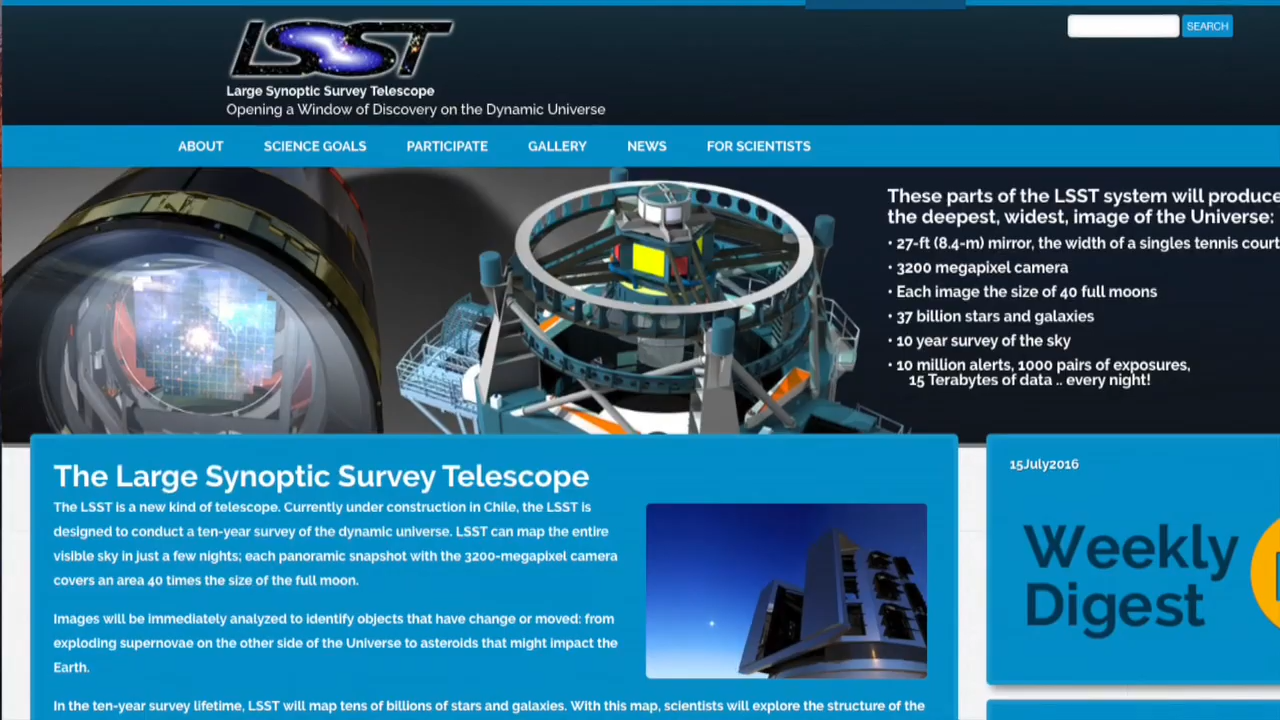 LSST
SEARCH
Large Synoptic Survey Telescope
Opening a Window of Discovery on the Dynamic Universe
ABOUT SCIENCE GOALS PARTICIPATE GALLERY NEWS FOR SCIENTISTS
These parts of the LSST system will produce
the deepest, widest, image of the Universe:
• 27-ft (8.4-m) mirror, the width of a singles tennis court
• 3200 megapixel camera
• Each image the size of 40 full moons
• 37 billion stars and galaxies
• 10 year survey of the sky
• 10 million alerts, 1000 pairs of exposures,
15 Terabytes of data .. every night!
The Large Synoptic Survey Telescope
The LSST is a new kind of telescope. Currently under construction in Chile, the LSST is
designed to conduct a ten-year survey of the dynamic universe. LSST can map the entire
visible sky in just a few nights; each panoramic snapshot with the 3200-megapixel camera
covers an area 40 times the size of the full moon.
Images will be immediately analyzed to identify objects that have change or moved: from
exploding supernovae on the other side of the Universe to asteroids that might impact the
Earth.
In the ten-year survey lifetime, LSST will map tens of billions of stars and galaxies. With this map, scientists will explore the structure of the
15July2016
Weekly
Digest